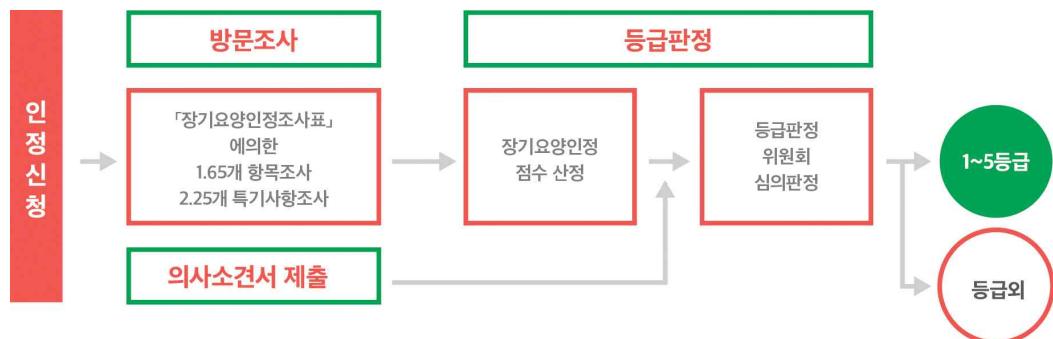 인정신청
방문조사
등급판정
「장기요양인정조사표」
에의한
1.65개 항목조사
2.25개 특기사항조사
장기요양인정
점수 산정
등급판정
위원회
심의판정
1~5등급
의사소견서 제출
등급외